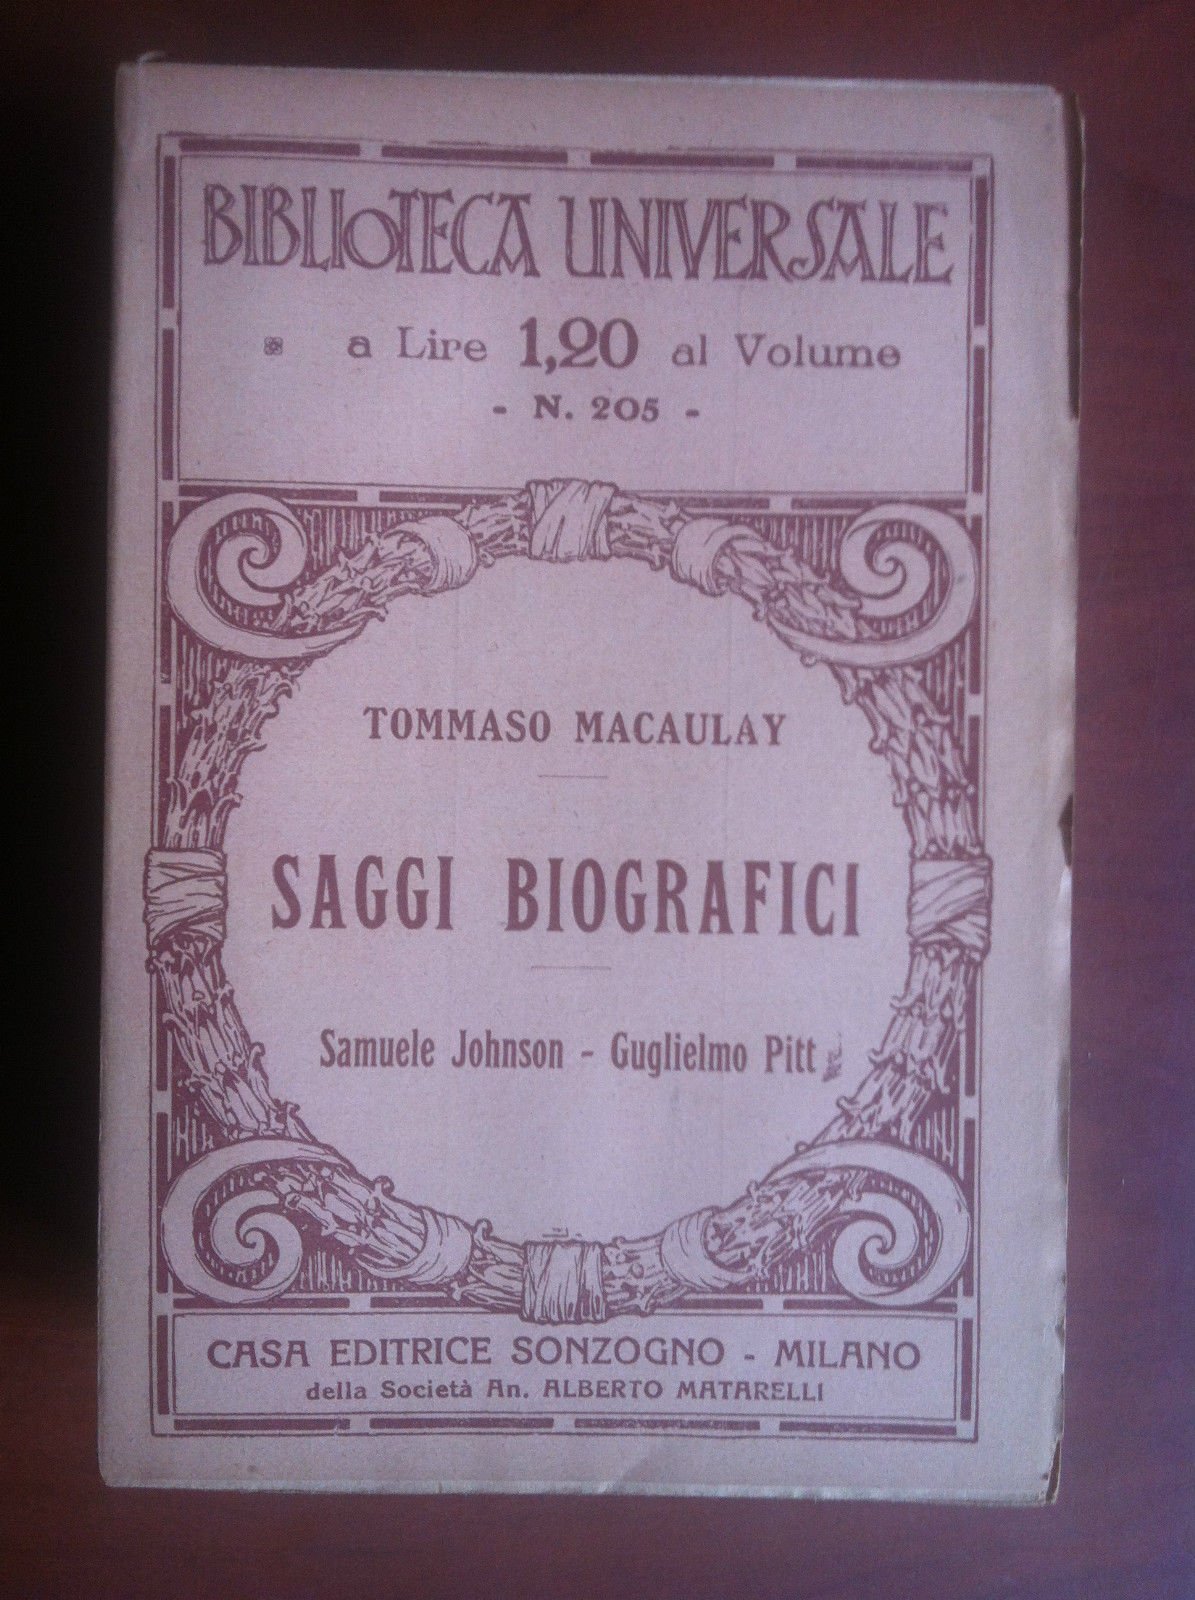 BIBLIOTECA UNIVERSALE
a Lire 1,20 al Volume
- N. 205 -
TOMMASO MACAULAY
SAGGI BIOGRAFICI
Samuele Johnson - Guglielmo Pitt
CASA EDITRICE SONZOGNO - MILANO
della Società An. ALBERTO MATARELLI